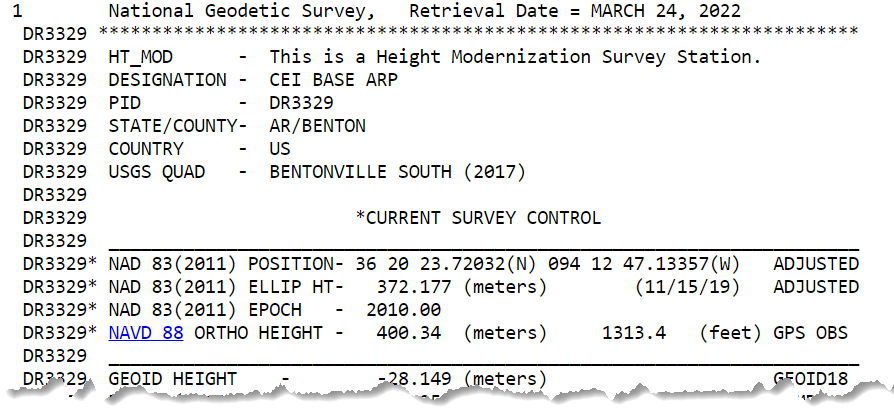 1        National Geodetic Survey,   Retrieval Date = MARCH 24, 2022
DR3329 ***********************************************************************
DR3329  HT_MOD      -  This is a Height Modernization Survey Station.
DR3329  DESIGNATION -  CEI BASE ARP
DR3329  PID         -  DR3329
DR3329  STATE/COUNTY-  AR/BENTON
DR3329  COUNTRY     -  US
DR3329  USGS QUAD   -  BENTONVILLE SOUTH (2017)
DR3329
DR3329                         *CURRENT SURVEY CONTROL
DR3329  ______________________________________________________________________
DR3329* NAD 83(2011) POSITION- 36 20 23.72032(N) 094 12 47.13357(W)   ADJUSTED
DR3329* NAD 83(2011) ELLIP HT-   372.177 (meters)        (11/15/19)   ADJUSTED
DR3329* NAD 83(2011) EPOCH   -  2010.00
DR3329* NAVD 88 ORTHO HEIGHT -   400.34  (meters)     1313.4   (feet) GPS OBS
DR3329  ______________________________________________________________________
DR3329  GEOID HEIGHT    -        -28.149 (meters)                     GEOID18